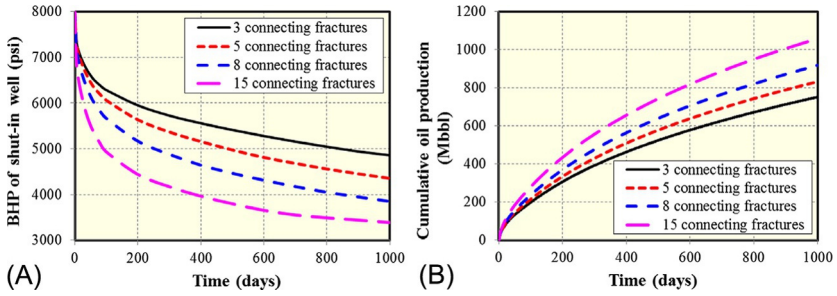 8000
7000
6000
5000
4000
3000
BHP of shut-in well (psi)
3 connecting fractures
5 connecting fractures
8 connecting fractures
15 connecting fractures
0 200 400 600 800 1000
Time (days)
(A)
1200
1000
800
600
400
200
0
Cumulative oil production
(Mbbl)
3 connecting fractures
5 connecting fractures
8 connecting fractures
15 connecting fractures
0 200 400 600 800 1000
Time (days)
(B)